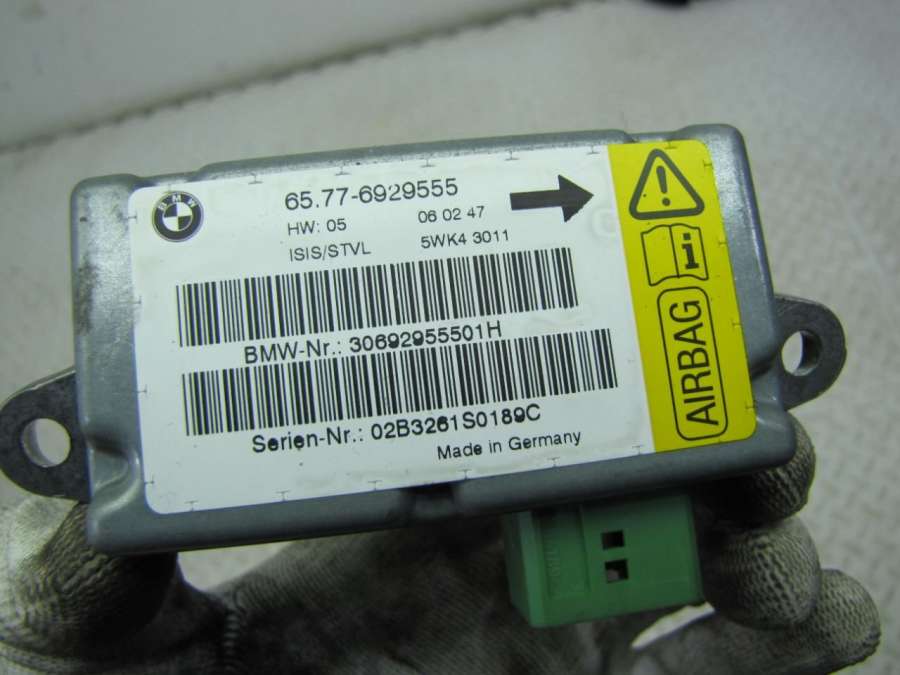 BMW
65.77-6929555
HW: 05 06 02 47
ISIS/STVL 5WK4 3011
BMW-Nr.: 30692955501H
Serien-Nr.: 02B3261S0189C
Made in Germany
!
i
AIRBAG